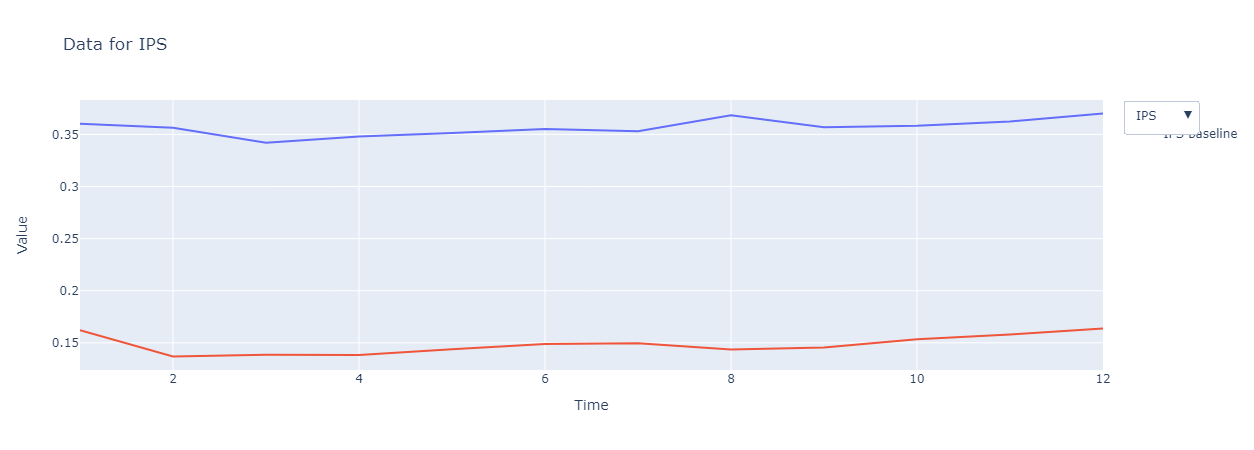 Data for IPS
IPS ▼
baseline
0.35
0.3
0.25
0.2
0.15
Value
2 4 6 8 10 12
Time